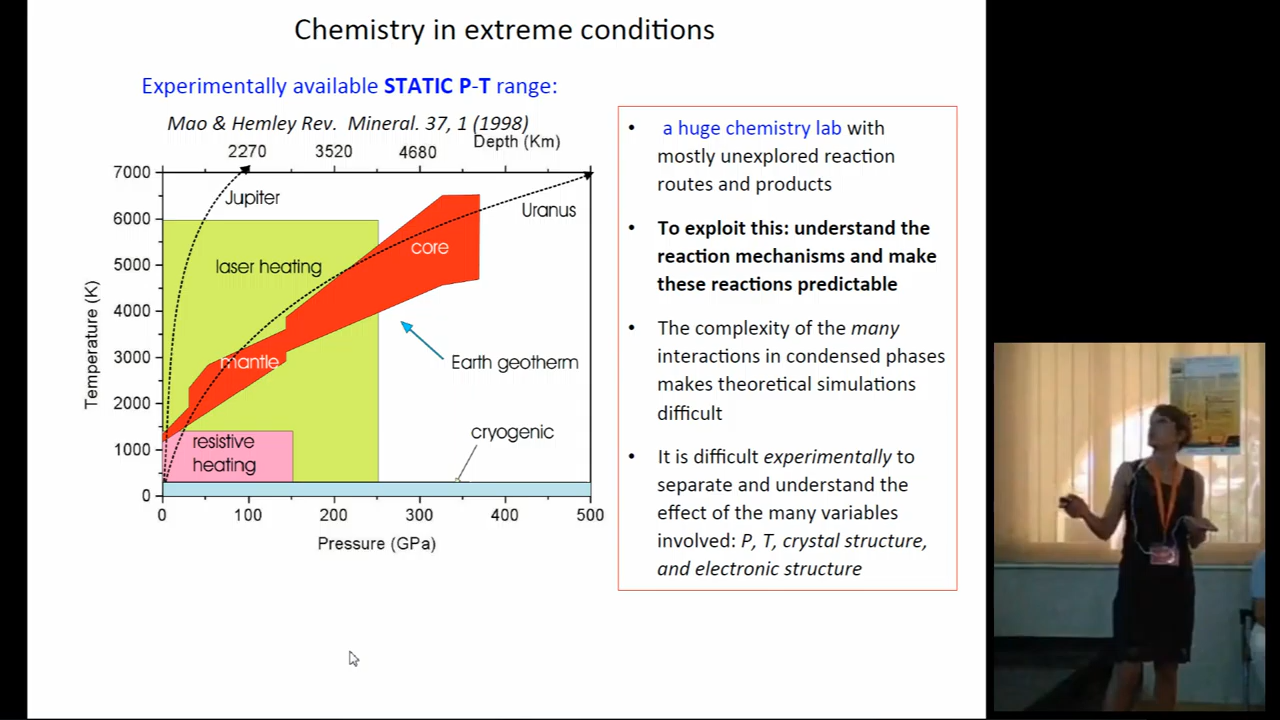 Chemistry in extreme conditions
Experimentally available STATIC P-T range:
Mao & Hemley Rev. Mineral. 37, 1 (1998)
Depth (Km)
2270 3520 4680
7000
6000
5000
4000
3000
2000
1000
0
Temperature (K)
Jupiter
Uranus
laser heating
core
mantle
Earth geotherm
cryogenic
resistive
heating
0 100 200 300 400 500
Pressure (GPa)
• a huge chemistry lab with
mostly unexplored reaction
routes and products
• To exploit this: understand the
reaction mechanisms and make
these reactions predictable
• The complexity of the many
interactions in condensed phases
makes theoretical simulations
difficult
• It is difficult experimentally to
separate and understand the
effect of the many variables
involved: P, T, crystal structure,
and electronic structure